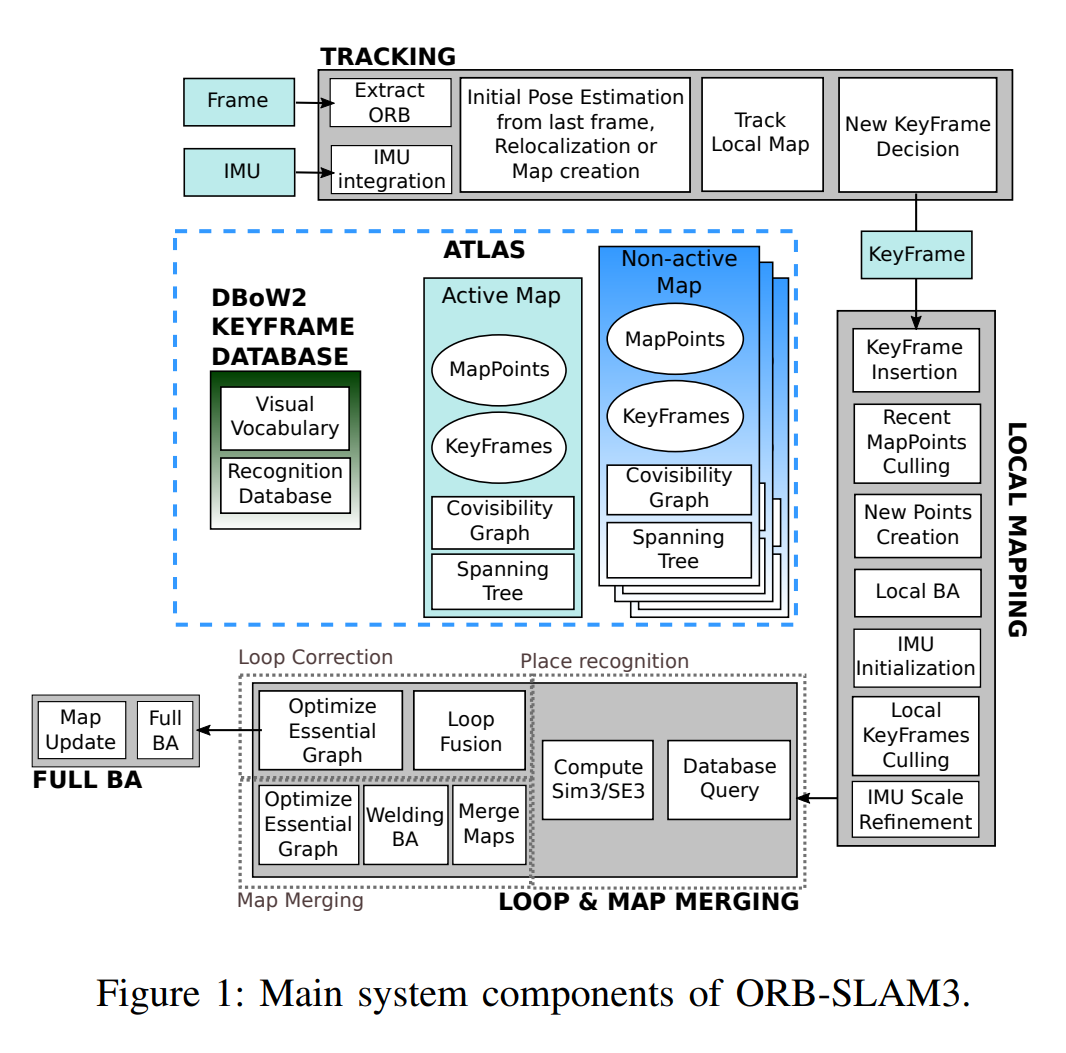 TRACKING
Frame
IMU
Extract
ORB
IMU
integration
Initial Pose Estimation
from last frame,
Relocalization or
Map creation
Track
Local Map
New KeyFrame
Decision
KeyFrame
ATLAS
DBoW2
KEYFRAME
DATABASE
Visual
Vocabulary
Recognition
Database
Active Map
MapPoints
KeyFrames
Covisibility
Graph
Spanning
Tree
Non-active
Map
MapPoints
KeyFrames
Covisibility
Graph
Spanning
Tree
LOCAL MAPPING
KeyFrame
Insertion
Recent
MapPoints
Culling
New Points
Creation
Local BA
IMU
Initialization
Local
KeyFrames
Culling
IMU Scale
Refinement
Loop Correction
Place recognition
Optimize
Essential
Graph
Loop
Fusion
Compute
Sim3/SE3
Database
Query
Map
Update
Full
BA
FULL BA
Optimize
Essential
Graph
Welding
BA
Merge
Maps
Map Merging
LOOP & MAP MERGING
Figure 1: Main system components of ORB-SLAM3.